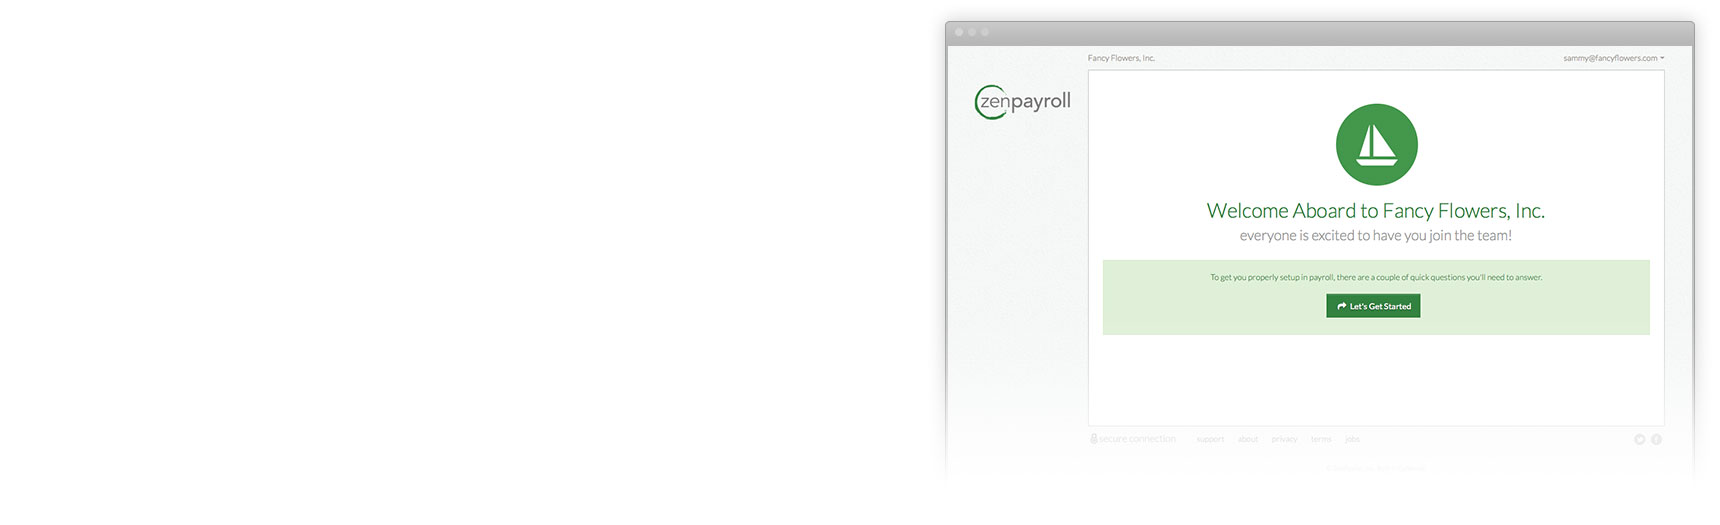 Fancy Flowers, Inc.
sammy@fancyflowers.com
zenpayroll
Welcome Aboard to Fancy Flowers, Inc.
everyone is excited to have you join the team!
To get you properly setup in payroll, there are a couple of quick questions you'll need to answer.
Let's Get Started
secure connection support about privacy terms jobs